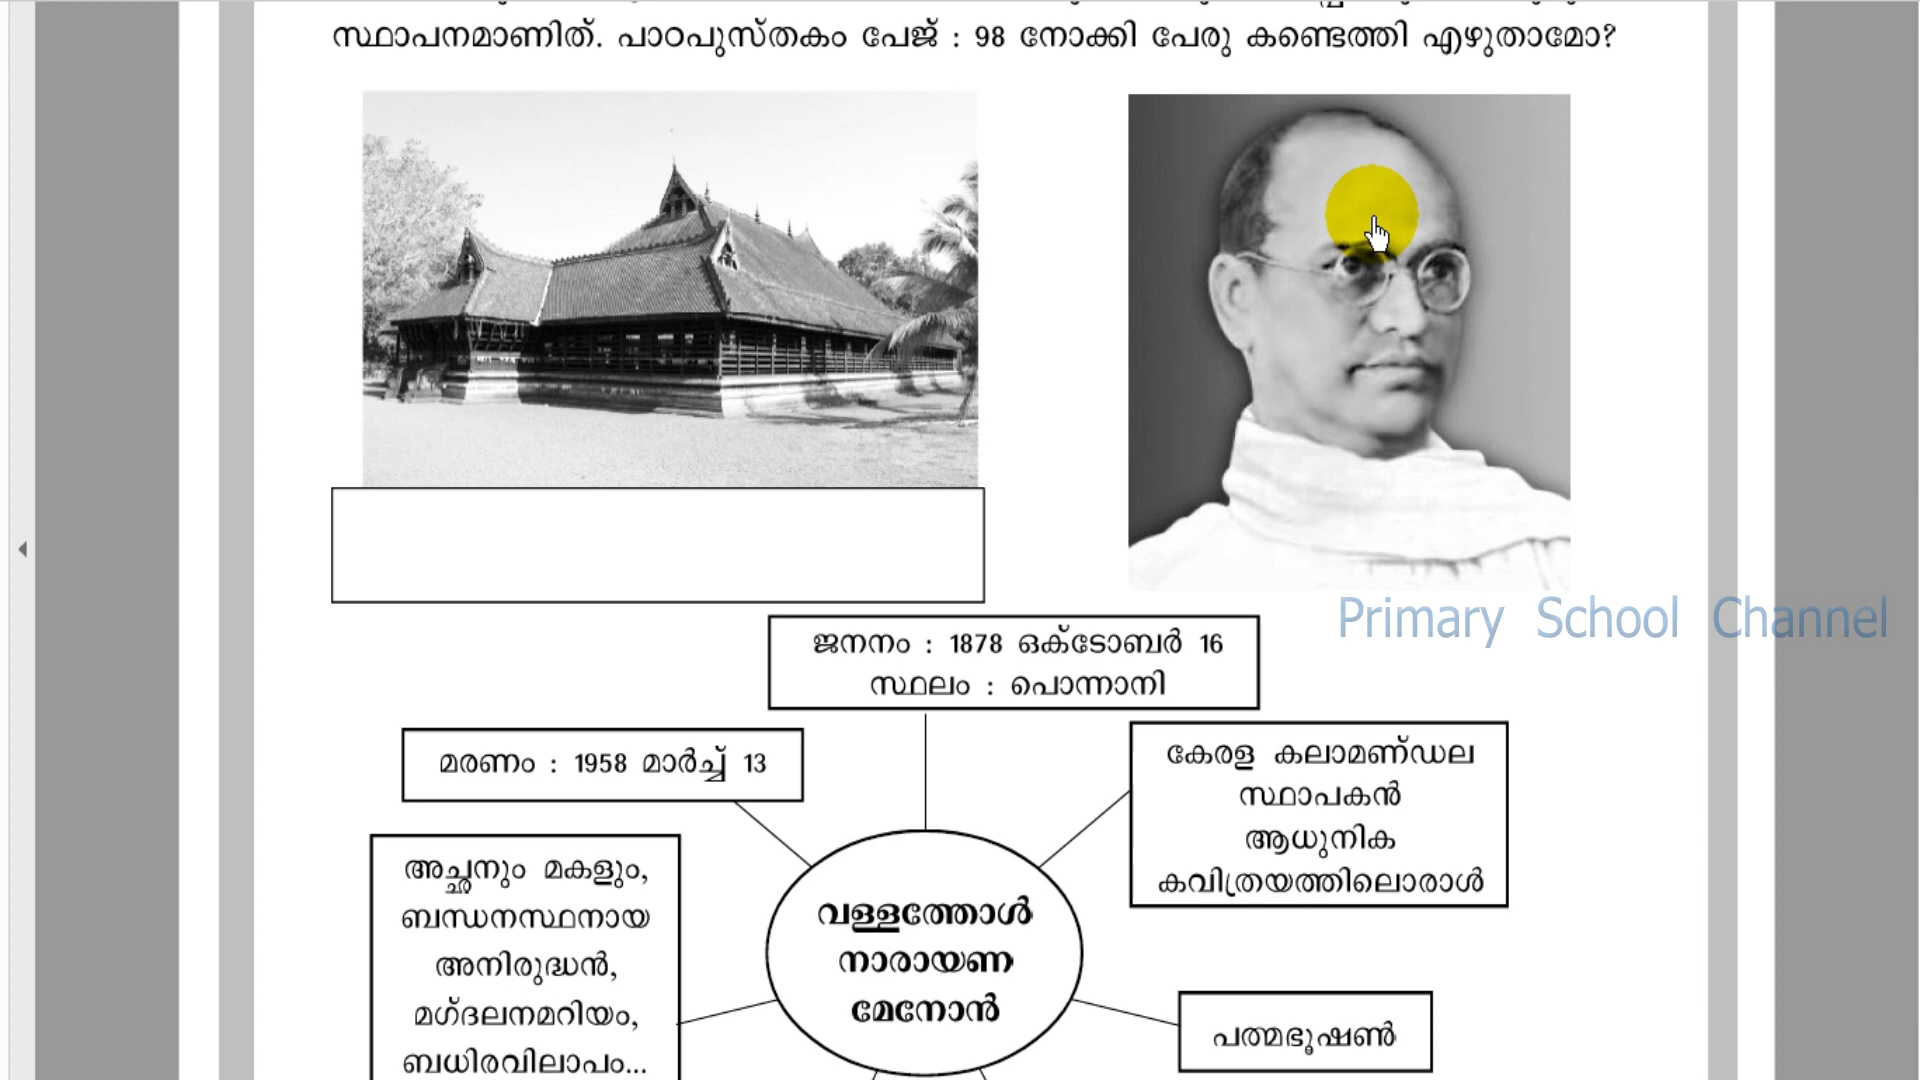 സ്ഥാപനമാണിത്. പാഠപുസ്തകം പേജ് : 98 നോക്കി പേരു കണ്ടെത്തി എഴുതാമോ?
Primary School Channel
ജനനം : 1878 ഒക്ടോബർ 16
സ്ഥലം : പൊന്നാനി
മരണം : 1958 മാർച്ച് 13
കേരള കലാമണ്ഡല
സ്ഥാപകൻ
ആധുനിക
കവിത്രയത്തിലൊരാൾ
അച്ഛനും മകളും,
ബന്ധനസ്ഥനായ
അനിരുദ്ധൻ,
മഗ്ദലനമറിയം,
ബധിരവിലാപം...
വള്ളത്തോൾ
നാരായണ
മേനോൻ
പത്മഭൂഷൺ